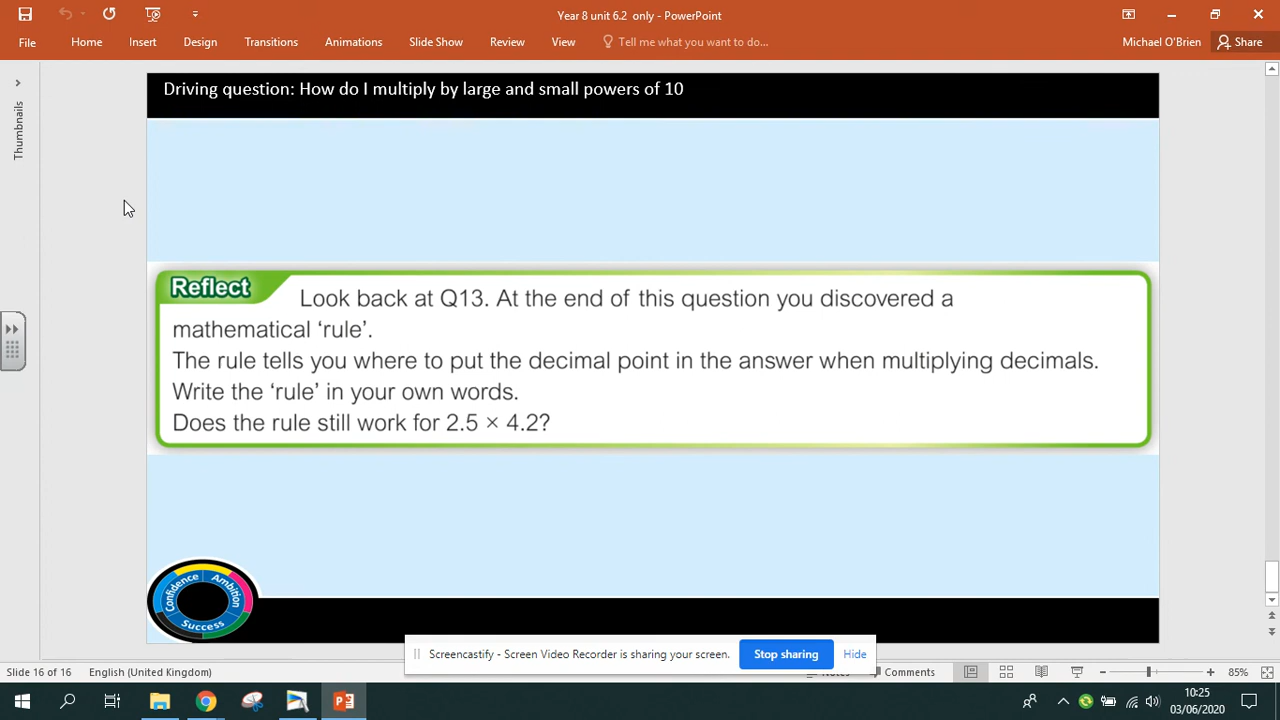 Year 8 unit 6.2 only - PowerPoint
File Home Insert Design Transitions Animations Slide Show Review View Tell me what you want to do... Michael O'Brien Share
Thumbnails
Driving question: How do I multiply by large and small powers of 10
Reflect
Look back at Q13. At the end of this question you discovered a
mathematical ‘rule’.
The rule tells you where to put the decimal point in the answer when multiplying decimals.
Write the ‘rule’ in your own words.
Does the rule still work for 2.5 × 4.2?
Confidence Ambition
Success
Screencastify - Screen Video Recorder is sharing your screen. Stop sharing Hide
Slide 16 of 16 English (United Kingdom) Notes Comments 85%
10:25
03/06/2020